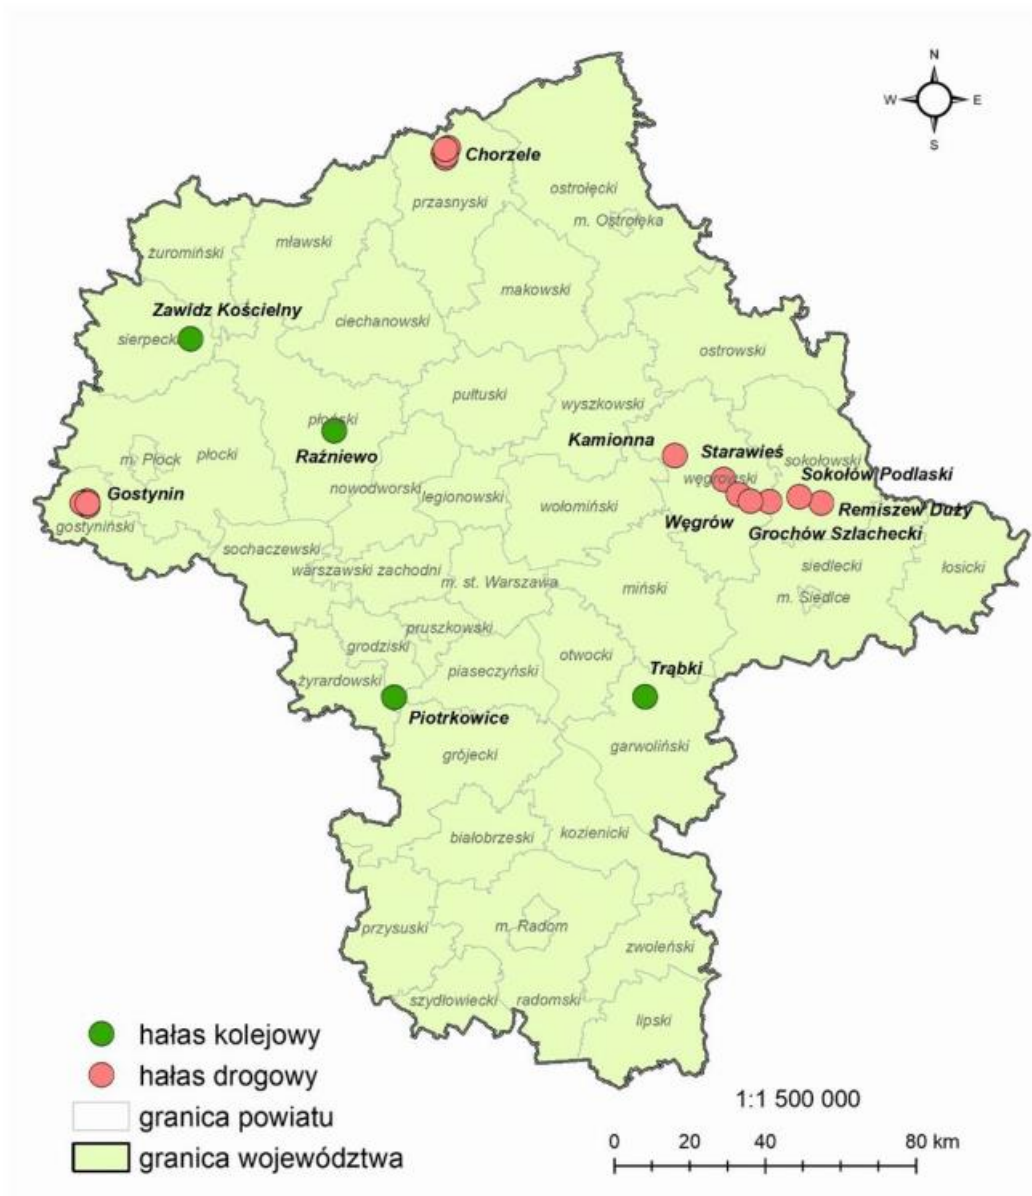 N
W E
S
Chorzele
ostrołęcki
przasnyski
m. Ostrołęka
mławski
żuromiński
makowski
Zawidz Kościelny
ciechanowski
sierpecki
ostrowski
pułtuski
wyszkowski
płoński
Kamionna
Starawieś
m. Płock
płocki
Raźniewo
sokołowski
Sokołów Podlaski
węgrowski
nowodworski
legionowski
Gostynin
wołomiński
Remiszew Duży
gostyniński
Węgrów
Grochów Szlachecki
sochaczewski
siedlecki
łosicki
warszawski zachodni
m. st. Warszawa
miński
m. Siedlce
pruszkowski
grodziski
otwocki
Trąbki
piaseczyński
żyrardowski
Piotrkowice
garwoliński
grójecki
białobrzeski
kozienicki
przysuski
m. Radom
zwoleński
szydłowiecki
radomski
lipski
hałas kolejowy
hałas drogowy
granica powiatu
granica województwa
1:1 500 000
0 20 40 80 km